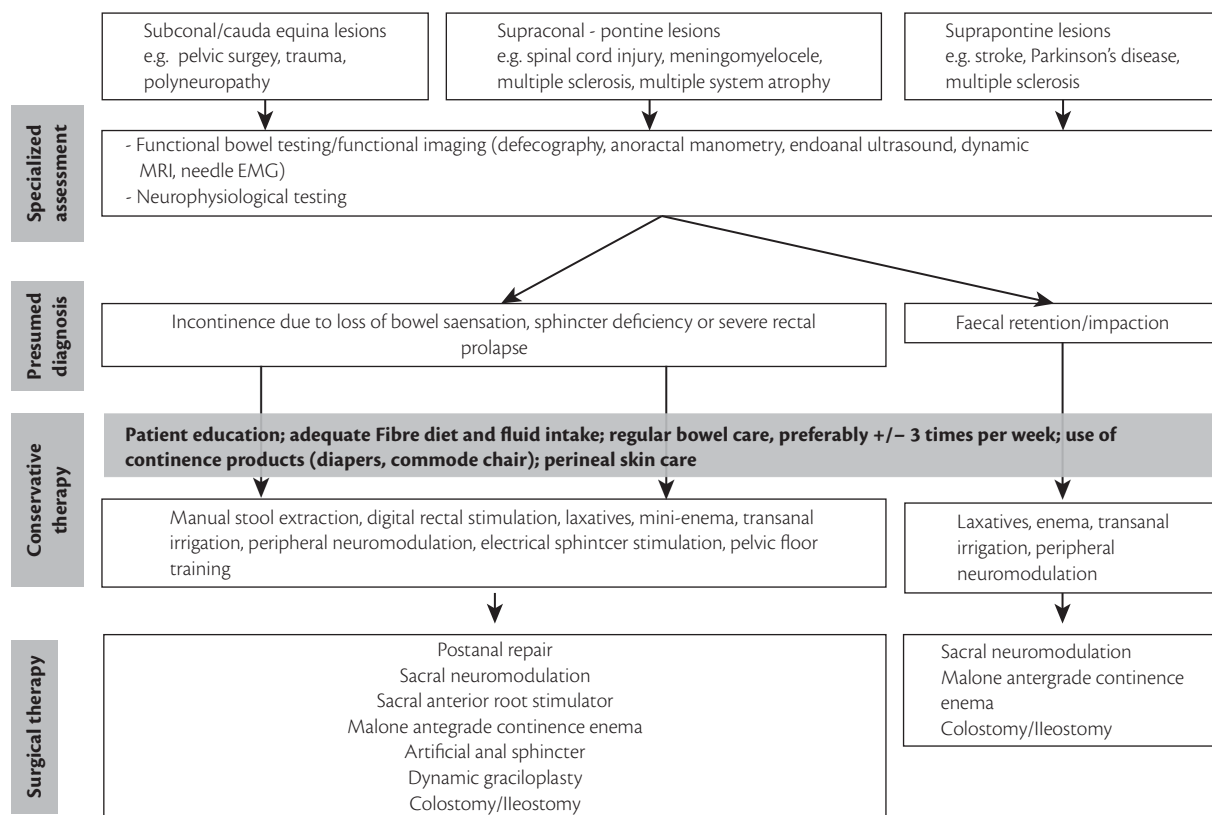 Subconal/cauda equina lesions
e.g. pelvic surgey, trauma,
polyneuropathy
Supraconal - pontine lesions
e.g. spinal cord injury, meningomyelocele,
multiple sclerosis, multiple system atrophy
Suprapontine lesions
e.g. stroke, Parkinson's disease,
multiple sclerosis
Specialized
assessment
- Functional bowel testing/functional imaging (defecography, anoractal manometry, endoanal ultrasound, dynamic
MRI, needle EMG)
- Neurophysiological testing
Presumed
diagnosis
Incontinence due to loss of bowel saensation, sphincter deficiency or severe rectal
prolapse
Faecal retention/impaction
Conservative
therapy
Patient education; adequate Fibre diet and fluid intake; regular bowel care, preferably +/− 3 times per week; use of
continence products (diapers, commode chair); perineal skin care
Manual stool extraction, digital rectal stimulation, laxatives, mini-enema, transanal
irrigation, peripheral neuromodulation, electrical sphintcer stimulation, pelvic floor
training
Laxatives, enema, transanal
irrigation, peripheral
neuromodulation
Surgical therapy
Postanal repair
Sacral neuromodulation
Sacral anterior root stimulator
Malone antegrade continence enema
Artificial anal sphincter
Dynamic graciloplasty
Colostomy/Ileostomy
Sacral neuromodulation
Malone antergrade continence
enema
Colostomy/Ileostomy